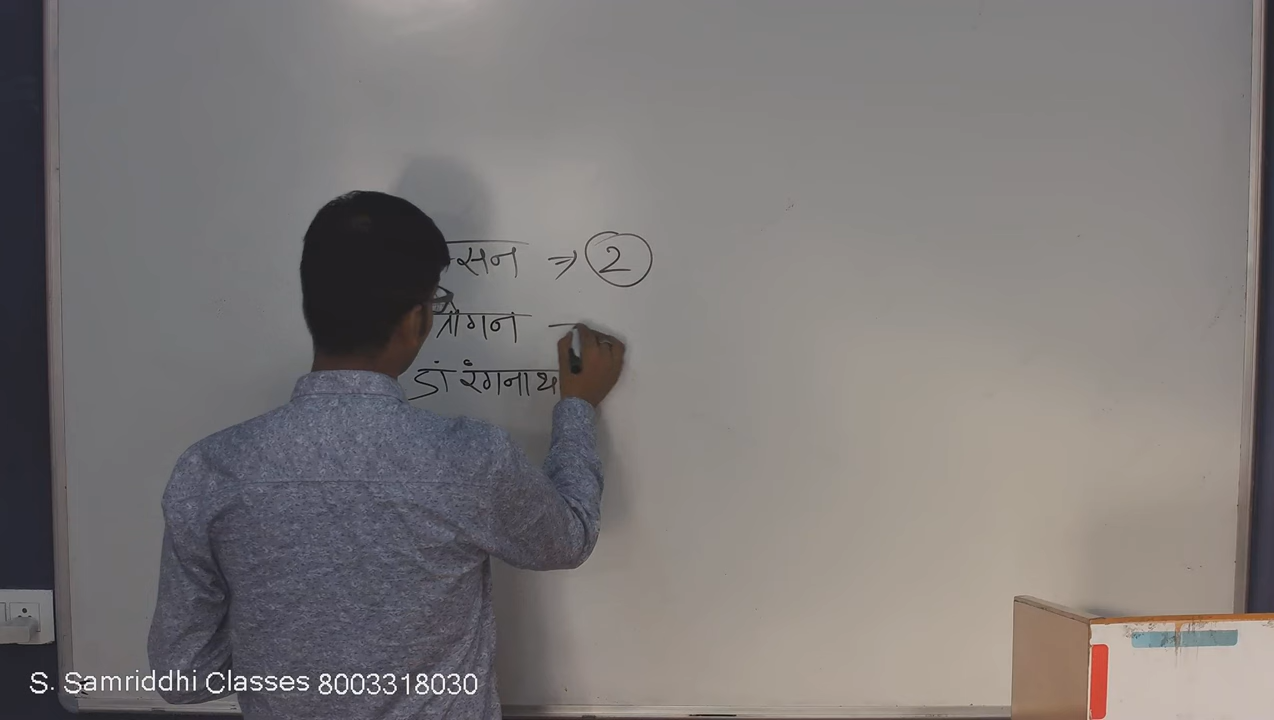 सन ⇒ 2
त्रोगन —
डॉ रंगनाथ
S. Samriddhi Classes 8003318030